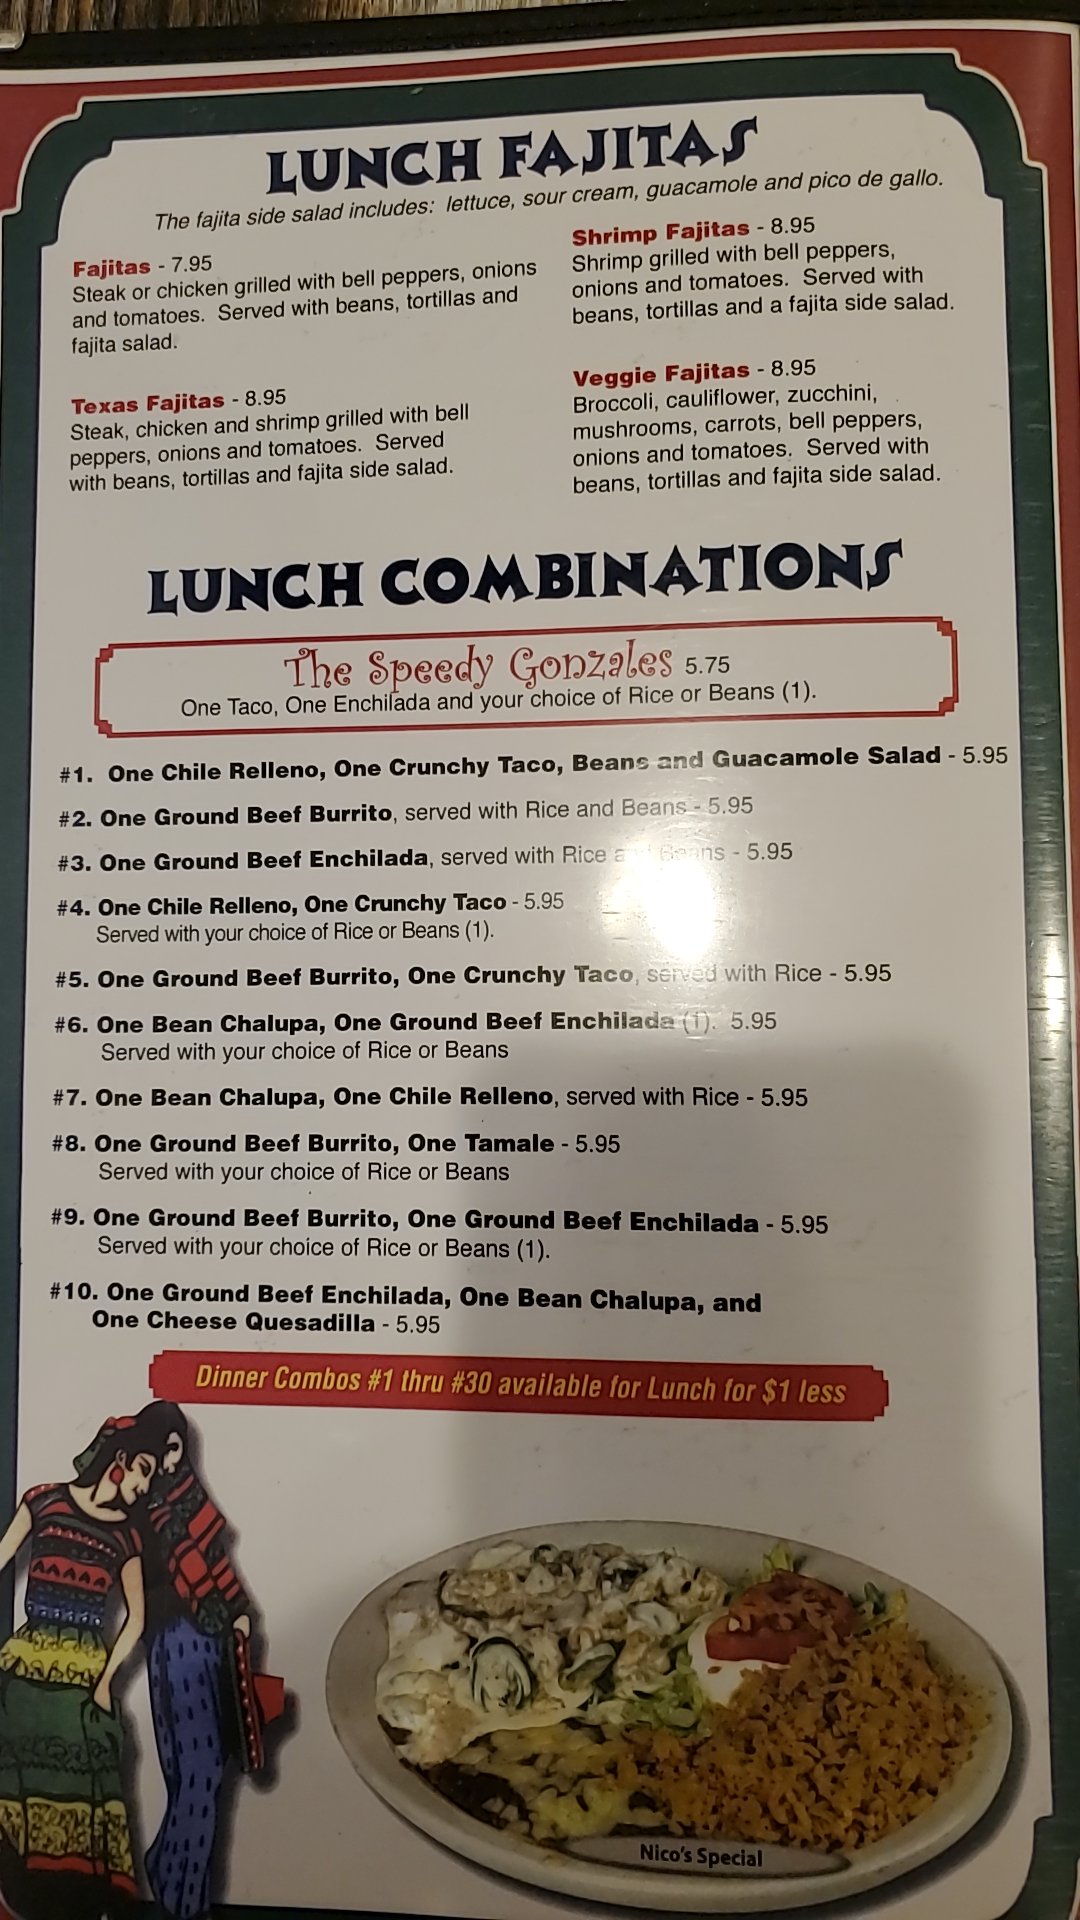 LUNCH FAJITAS
The fajita side salad includes: lettuce, sour cream, guacamole and pico de gallo.
Fajitas - 7.95
Steak or chicken grilled with bell peppers, onions
and tomatoes. Served with beans, tortillas and
fajita salad.
Texas Fajitas - 8.95
Steak, chicken and shrimp grilled with bell
peppers, onions and tomatoes. Served
with beans, tortillas and fajita side salad.
Shrimp Fajitas - 8.95
Shrimp grilled with bell peppers,
onions and tomatoes. Served with
beans, tortillas and a fajita side salad.
Veggie Fajitas - 8.95
Broccoli, cauliflower, zucchini,
mushrooms, carrots, bell peppers,
onions and tomatoes. Served with
beans, tortillas and fajita side salad.
LUNCH COMBINATIONS
The Speedy Gonzales 5.75
One Taco, One Enchilada and your choice of Rice or Beans (1).
#1. One Chile Relleno, One Crunchy Taco, Beans and Guacamole Salad - 5.95
#2. One Ground Beef Burrito, served with Rice and Beans - 5.95
#3. One Ground Beef Enchilada, served with Rice and Beans - 5.95
#4. One Chile Relleno, One Crunchy Taco - 5.95
Served with your choice of Rice or Beans (1).
#5. One Ground Beef Burrito, One Crunchy Taco, served with Rice - 5.95
#6. One Bean Chalupa, One Ground Beef Enchilada (1). 5.95
Served with your choice of Rice or Beans
#7. One Bean Chalupa, One Chile Relleno, served with Rice - 5.95
#8. One Ground Beef Burrito, One Tamale - 5.95
Served with your choice of Rice or Beans
#9. One Ground Beef Burrito, One Ground Beef Enchilada - 5.95
Served with your choice of Rice or Beans (1).
#10. One Ground Beef Enchilada, One Bean Chalupa, and
One Cheese Quesadilla - 5.95
Dinner Combos #1 thru #30 available for Lunch for $1 less
Nico's Special